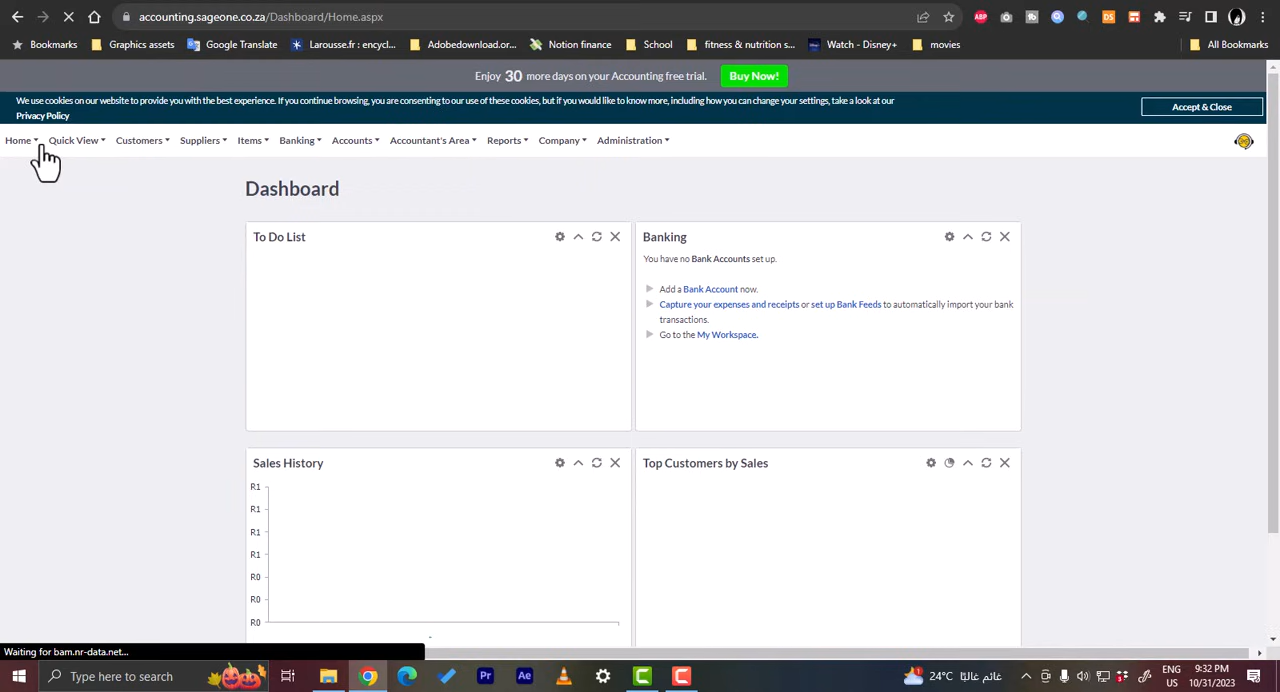 accounting.sageone.co.za/Dashboard/Home.aspx
Bookmarks Graphics assets Google Translate Larousse.fr : encycl... Adobedownload.or... Notion finance School fitness & nutrition s... Watch - Disney+ movies All Bookmarks
Enjoy 30 more days on your Accounting free trial. Buy Now!
We use cookies on our website to provide you with the best experience. If you continue browsing, you are consenting to our use of these cookies, but if you would like to know more, including how you can change your settings, take a look at our
Privacy Policy
Accept & Close
Home Quick View Customers Suppliers Items Banking Accounts Accountant's Area Reports Company Administration
Dashboard
To Do List
Banking
You have no Bank Accounts set up.
Add a Bank Account now.
Capture your expenses and receipts or set up Bank Feeds to automatically import your bank
transactions.
Go to the My Workspace.
Sales History
R1
R1
R1
R1
R0
R0
R0
Top Customers by Sales
Waiting for bam.nr-data.net...
Type here to search
24°C غائم غالبًا
ENG
US
9:32 PM
10/31/2023